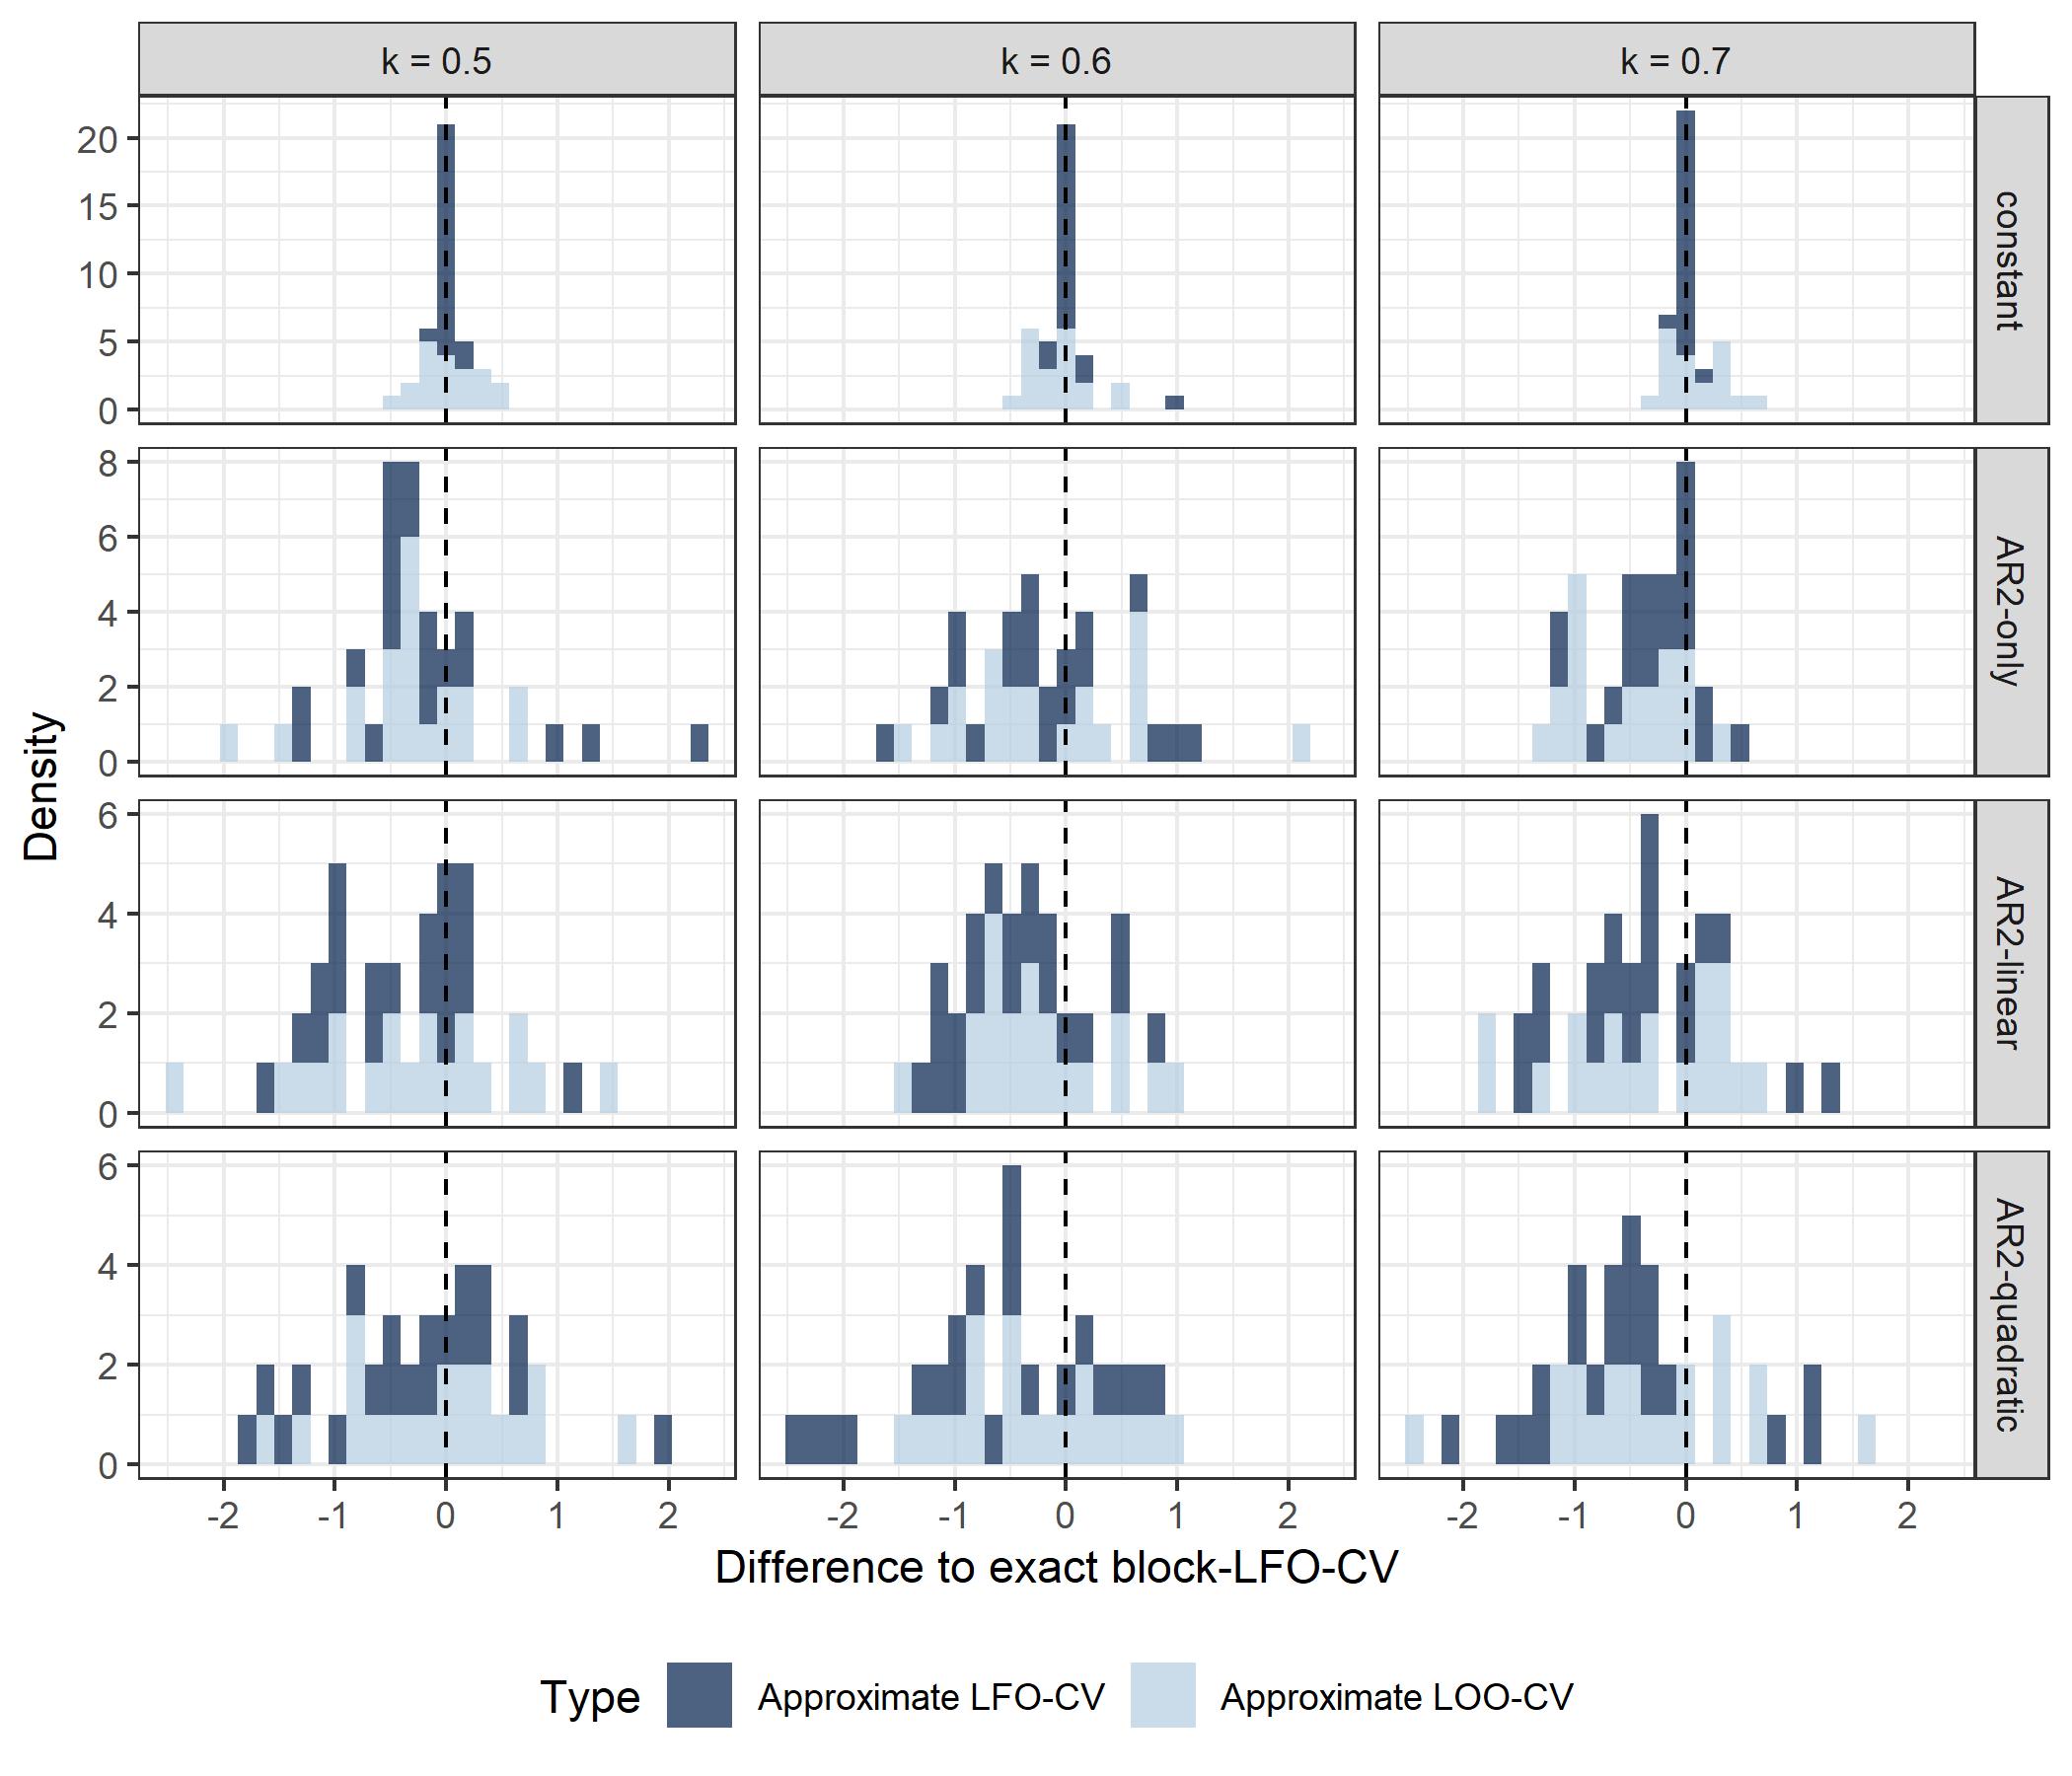 k = 0.5
k = 0.6
k = 0.7
20
15
10
5
0
constant
8
6
4
2
0
AR2-only
6
4
2
0
AR2-linear
6
4
2
0
AR2-quadratic
Density
-2 -1 0 1 2
-2 -1 0 1 2
-2 -1 0 1 2
Difference to exact block-LFO-CV
Type Approximate LFO-CV Approximate LOO-CV